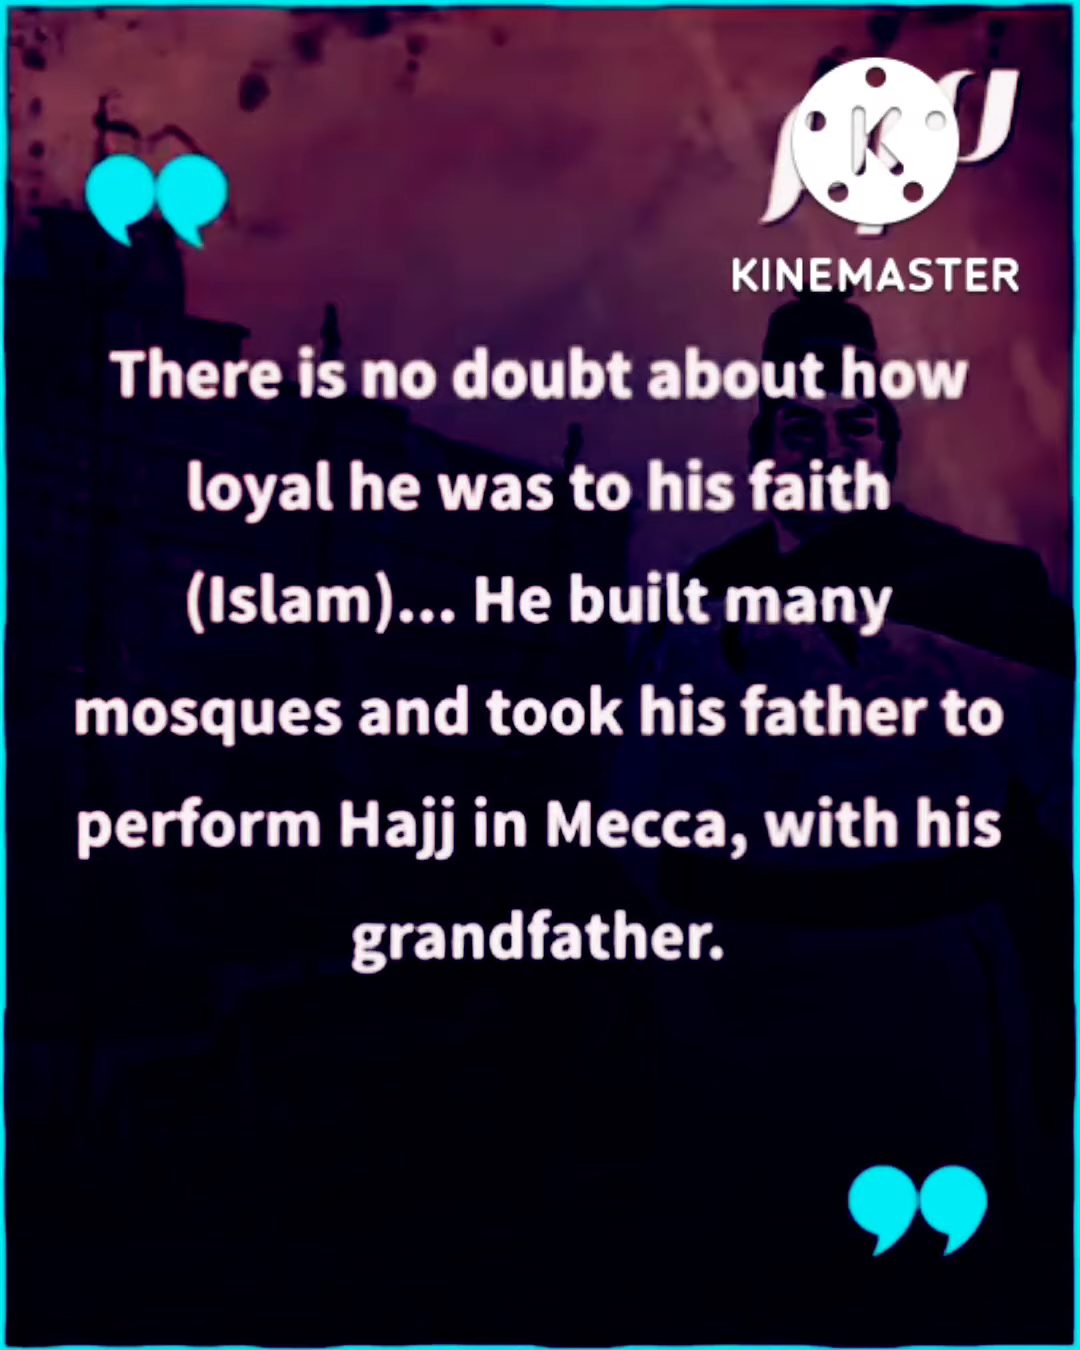 KINEMASTER
There is no doubt about how
loyal he was to his faith
(Islam)... He built many
mosques and took his father to
perform Hajj in Mecca, with his
grandfather.